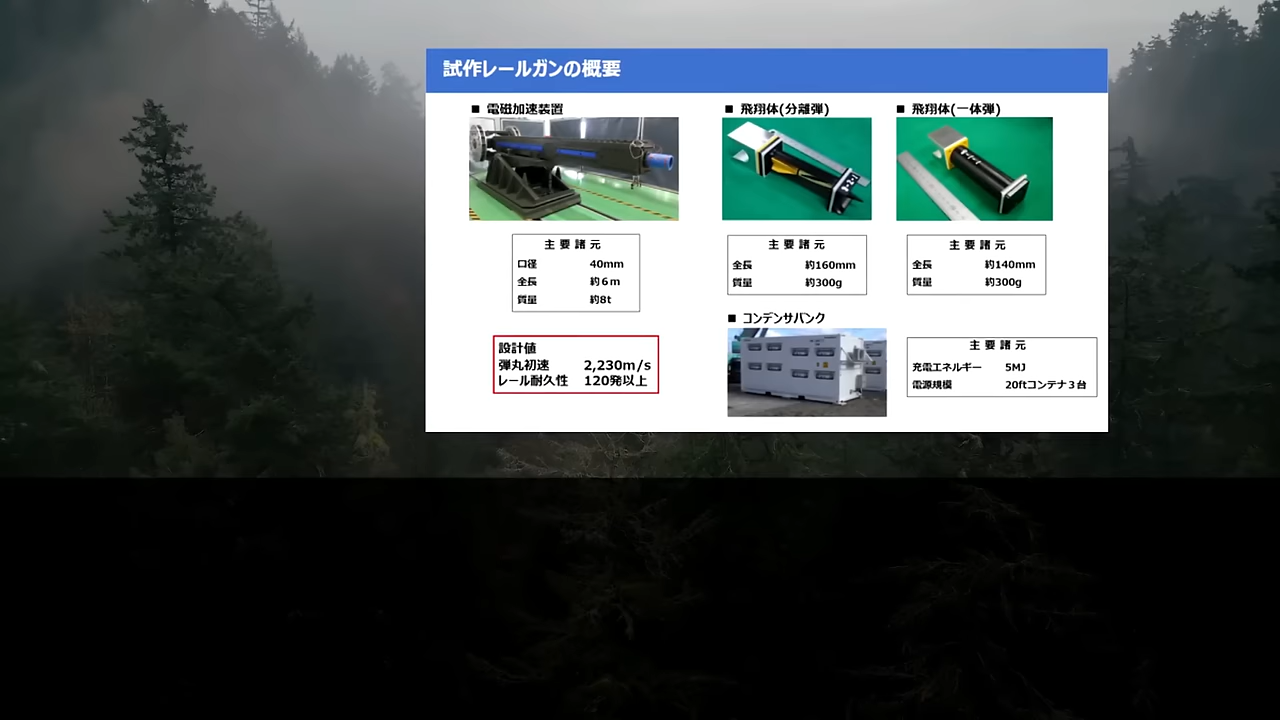 試作レールガンの概要
■ 電磁加速装置
主要諸元
口径 40mm
全長 約6m
質量 約8t
設計値
弾丸初速 2,230m/s
レール耐久性 120発以上
■ 飛翔体(分離弾)
主要諸元
全長 約160mm
質量 約300g
■ 飛翔体(一体弾)
主要諸元
全長 約140mm
質量 約300g
■ コンデンサバンク
主要諸元
充電エネルギー 5MJ
電源規模 20ftコンテナ3台